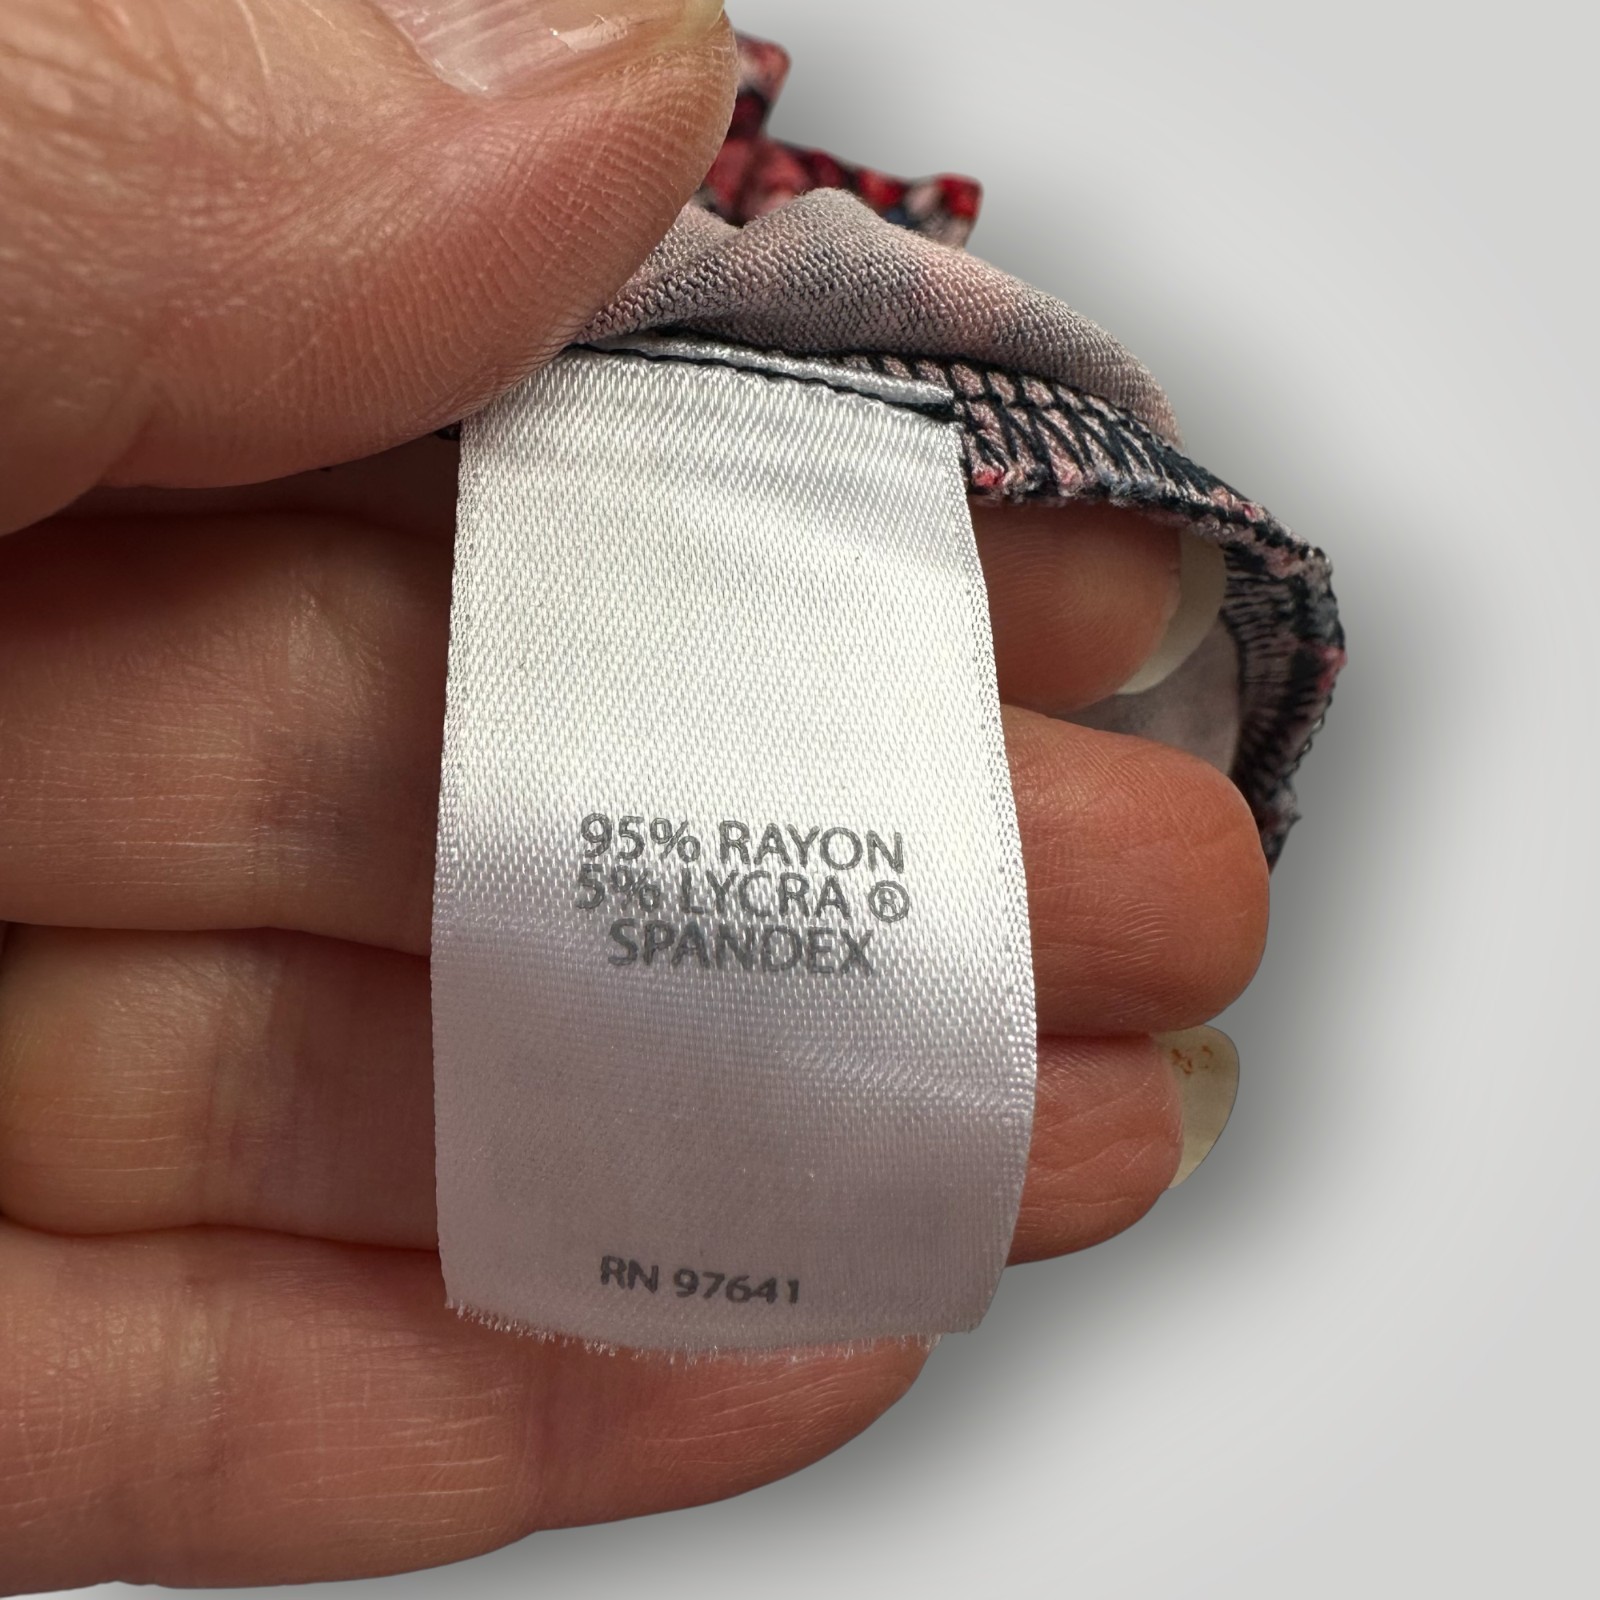 95% RAYON
5% LYCRA ®
SPANDEX
RN 97641